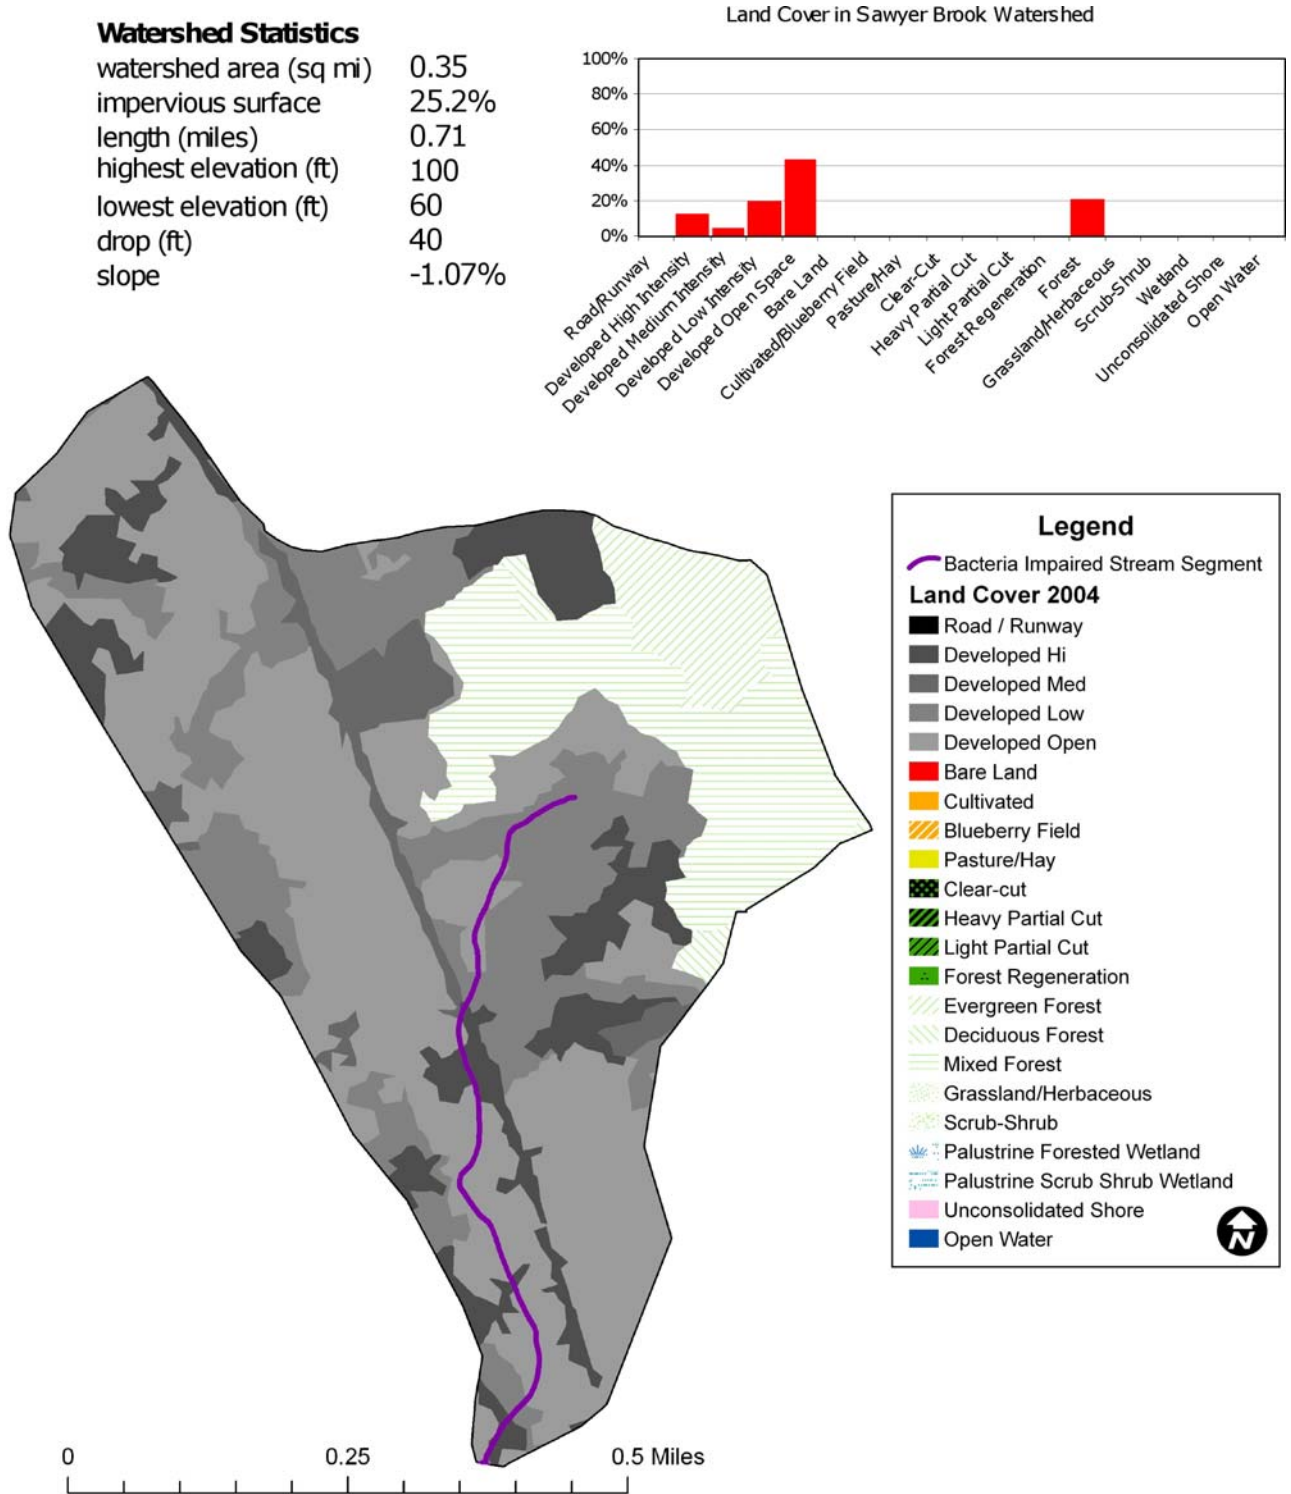 Watershed Statistics
watershed area (sq mi) 0.35
impervious surface 25.2%
length (miles) 0.71
highest elevation (ft) 100
lowest elevation (ft) 60
drop (ft) 40
slope -1.07%
Land Cover in Sawyer Brook Watershed
100%
80%
60%
40%
20%
0%
Road/Runway
Developed High Intensity
Developed Medium Intensity
Developed Low Intensity
Developed Open Space
Bare Land
Cultivated/Blueberry Field
Pasture/Hay
Clear-Cut
Heavy Partial Cut
Light Partial Cut
Forest Regeneration
Forest
Grassland/Herbaceous
Scrub-Shrub
Wetland
Unconsolidated Shore
Open Water
Legend
Bacteria Impaired Stream Segment
Land Cover 2004
Road / Runway
Developed Hi
Developed Med
Developed Low
Developed Open
Bare Land
Cultivated
Blueberry Field
Pasture/Hay
Clear-cut
Heavy Partial Cut
Light Partial Cut
Forest Regeneration
Evergreen Forest
Deciduous Forest
Mixed Forest
Grassland/Herbaceous
Scrub-Shrub
Palustrine Forested Wetland
Palustrine Scrub Shrub Wetland
Unconsolidated Shore
Open Water
N
0 0.25 0.5 Miles